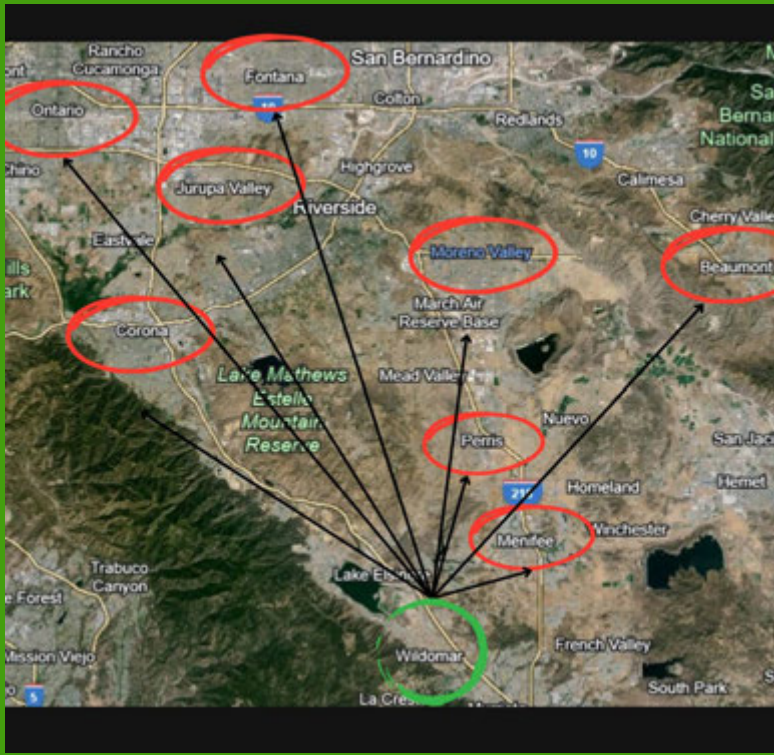 Rancho
Cucamonga
Fontana
San Bernardino
Ontario
10
Colton
Redlands
Chino
10
Jurupa Valley
Highgrove
Calimesa
Riverside
Cherry Valle
Eastvale
Moreno Valley
Beaumont
March Air
Reserve Base
Corona
Lake Mathews
Estelle
Mountain
Reserve
Mead Valley
Nuevo
Perris
San Jac
Hemet
215
Homeland
Menifee
Winchester
Trabuco
Canyon
Lake Elsinore
e Forest
Mission Viejo
Wildomar
French Valley
5
South Park
La Cres
National
Bernar
Sa
ills
ark
ont